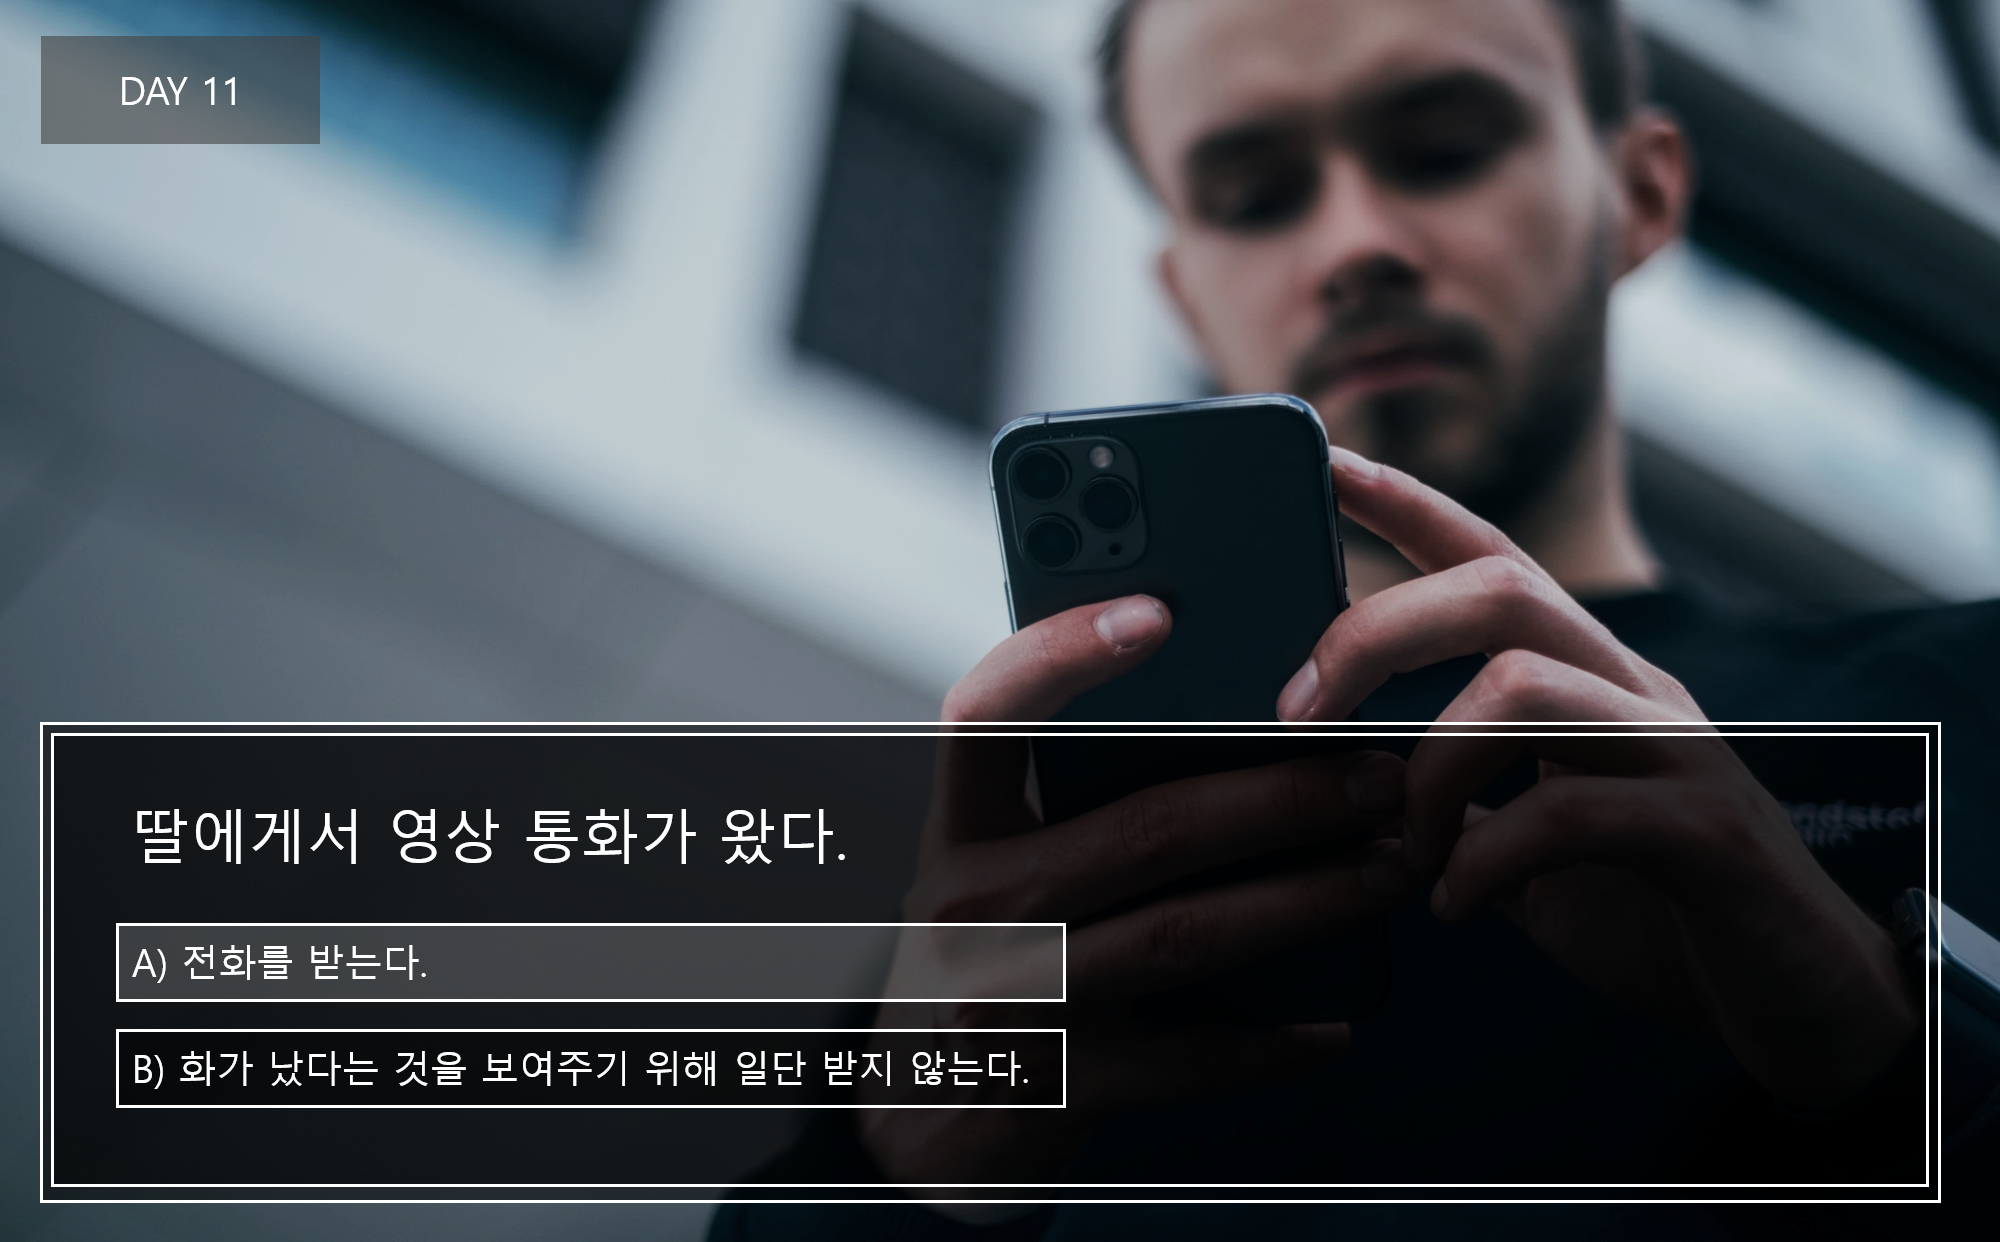 DAY 11
딸에게서 영상 통화가 왔다.
A) 전화를 받는다.
B) 화가 났다는 것을 보여주기 위해 일단 받지 않는다.